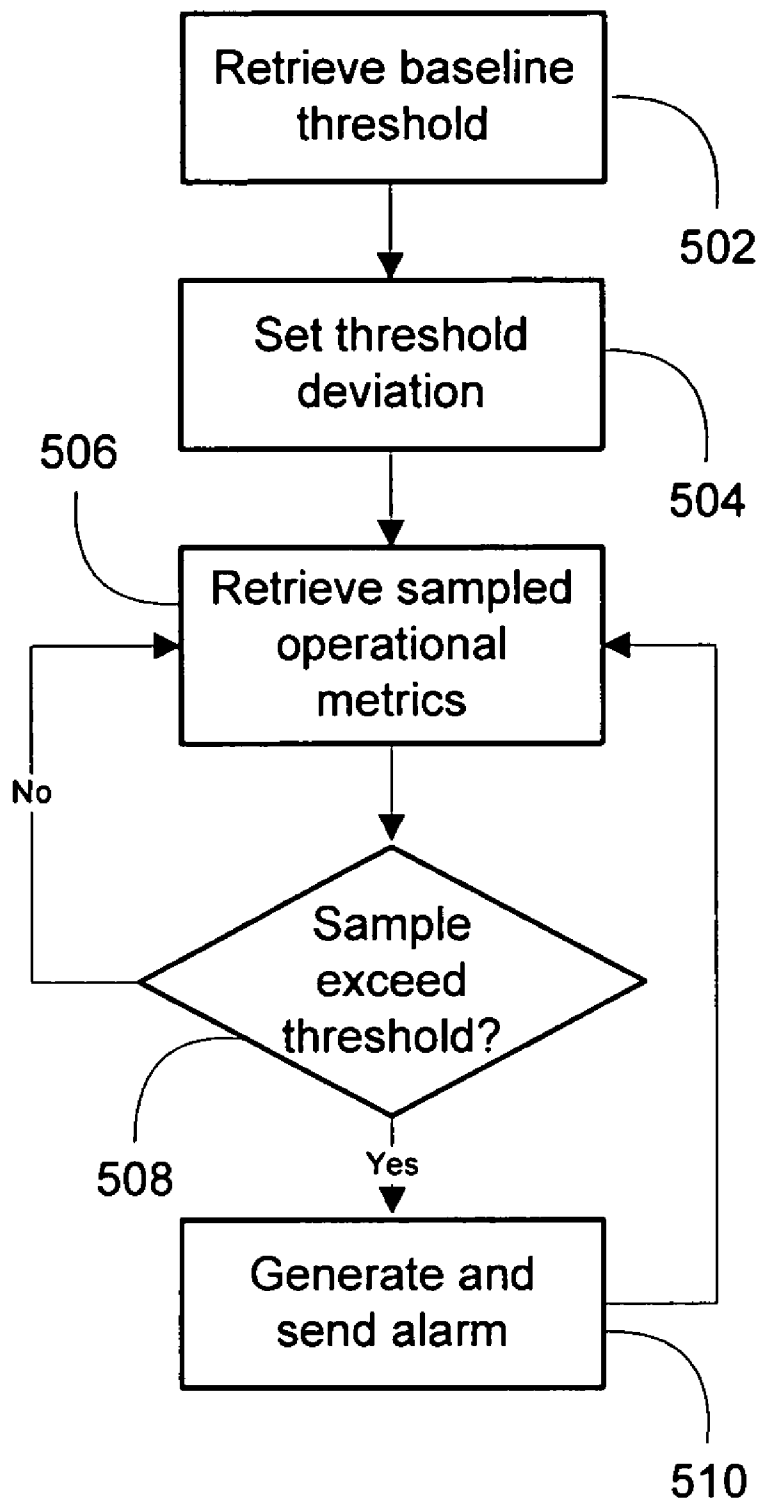 Retrieve baseline
threshold
502
Set threshold
deviation
504
506
Retrieve sampled
operational
metrics
No
Sample
exceed
threshold?
508
Yes
Generate and
send alarm
510